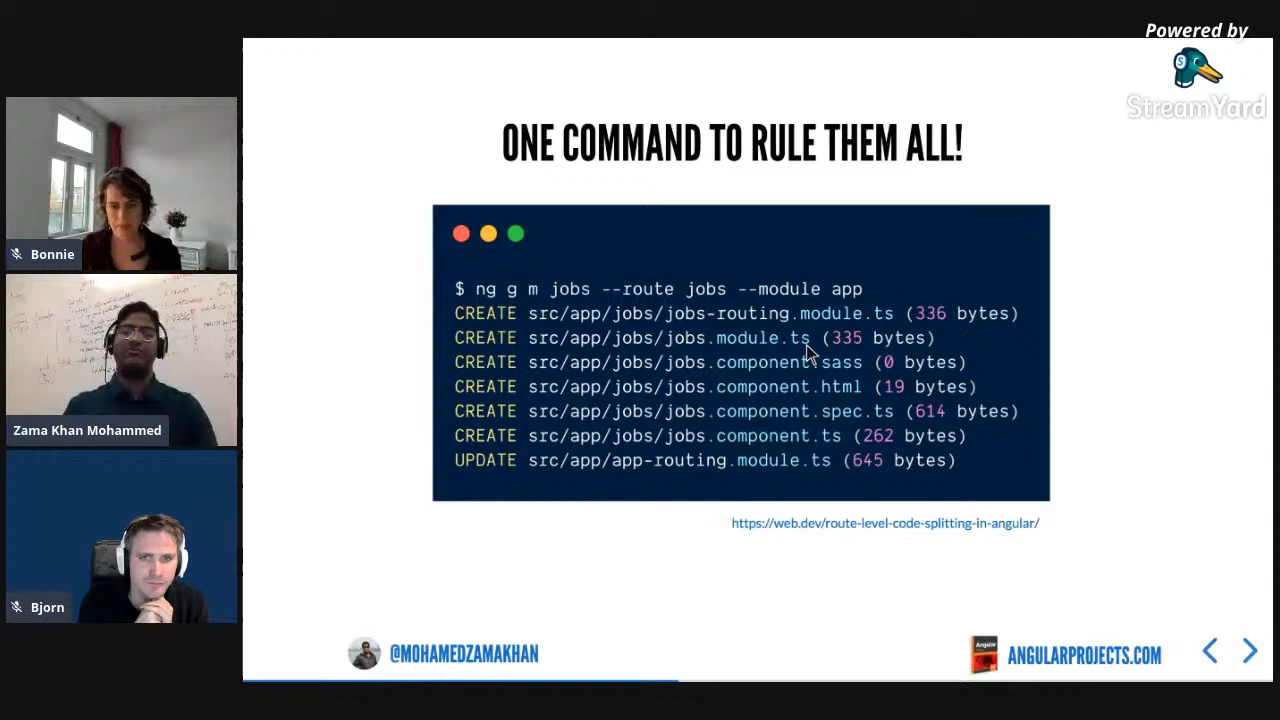 Powered by
StreamYard
ONE COMMAND TO RULE THEM ALL!
$ ng g m jobs --route jobs --module app
CREATE src/app/jobs/jobs-routing.module.ts (336 bytes)
CREATE src/app/jobs/jobs.module.ts (335 bytes)
CREATE src/app/jobs/jobs.component.sass (0 bytes)
CREATE src/app/jobs/jobs.component.html (19 bytes)
CREATE src/app/jobs/jobs.component.spec.ts (614 bytes)
CREATE src/app/jobs/jobs.component.ts (262 bytes)
UPDATE src/app/app-routing.module.ts (645 bytes)
https://web.dev/route-level-code-splitting-in-angular/
Bonnie
Zama Khan Mohammed
Bjorn
@MOHAMEDZAMAKHAN
Angular
ANGULARPROJECTS.COM